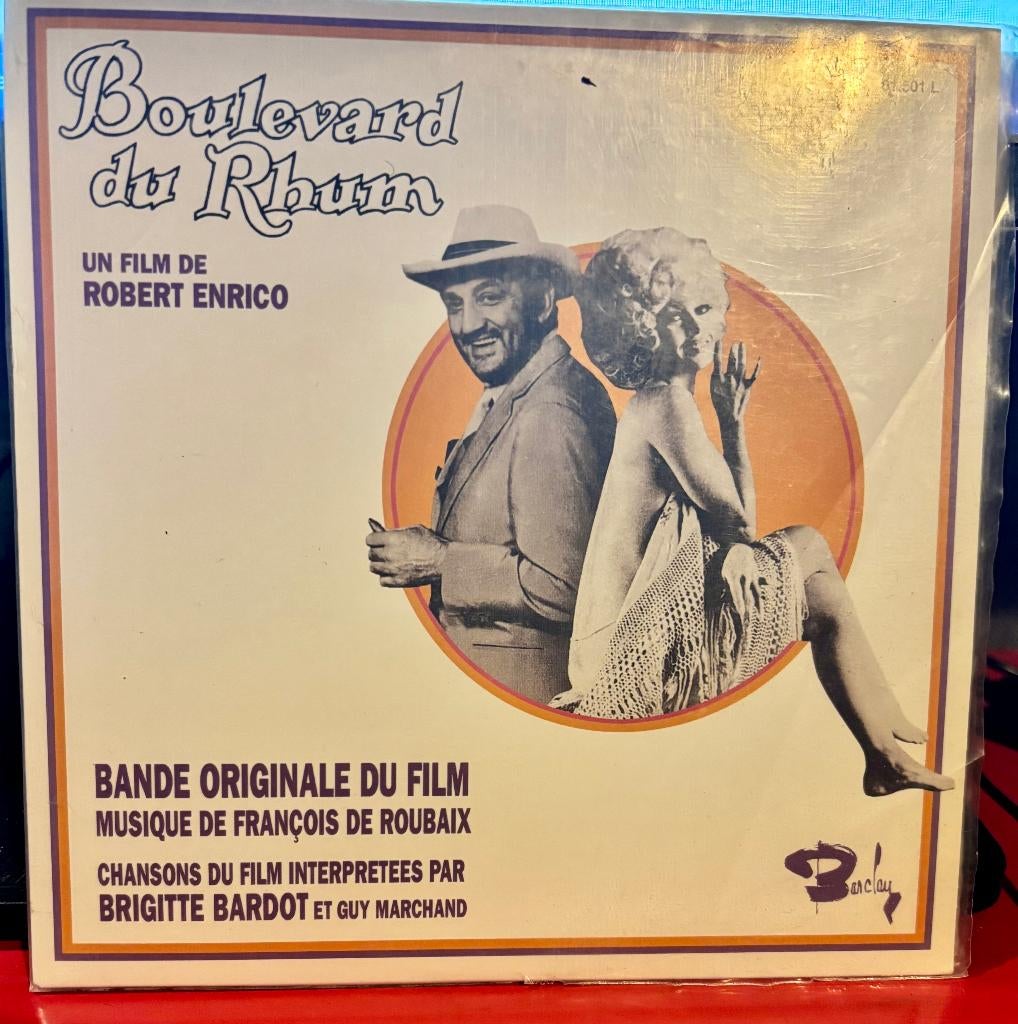 Boulevard
du Rhum
UN FILM DE
ROBERT ENRICO
BANDE ORIGINALE DU FILM
MUSIQUE DE FRANÇOIS DE ROUBAIX
CHANSONS DU FILM INTERPRETEES PAR
BRIGITTE BARDOT ET GUY MARCHAND
Barclay